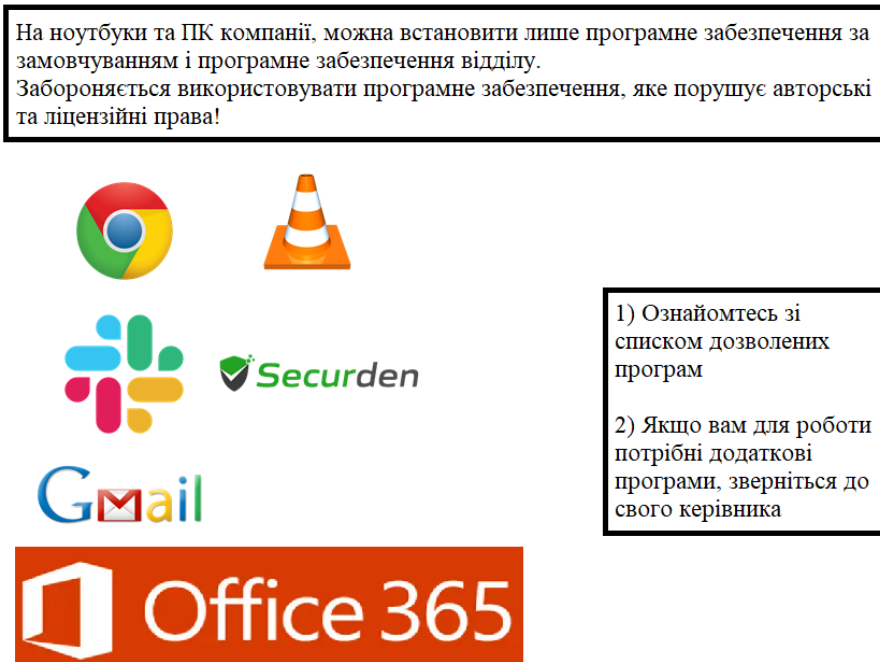 На ноутбуки та ПК компанії, можна встановити лише програмне забезпечення за
замовчуванням і програмне забезпечення відділу.
Забороняється використовувати програмне забезпечення, яке порушує авторські
та ліцензійні права!
Securden
Gmail
Office 365
1) Ознайомтесь зі
списком дозволених
програм
2) Якщо вам для роботи
потрібні додаткові
програми, зверніться до
свого керівника